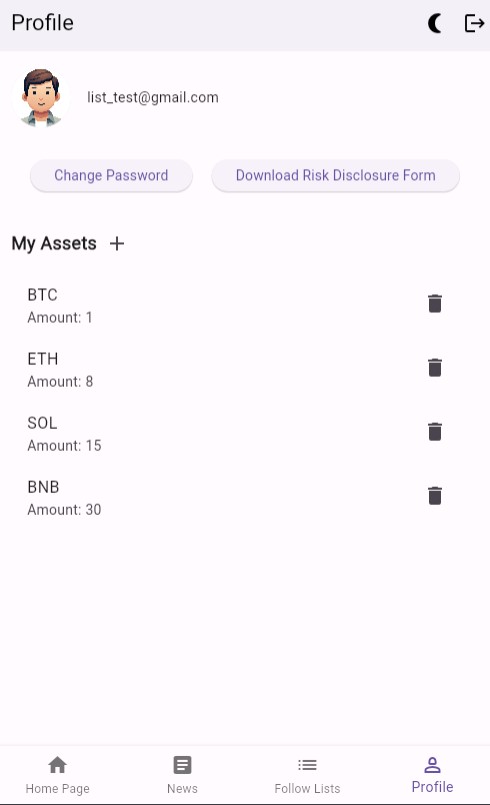 Profile
list_test@gmail.com
Change Password
Download Risk Disclosure Form
My Assets
BTC
Amount: 1
ETH
Amount: 8
SOL
Amount: 15
BNB
Amount: 30
Home Page
News
Follow Lists
Profile